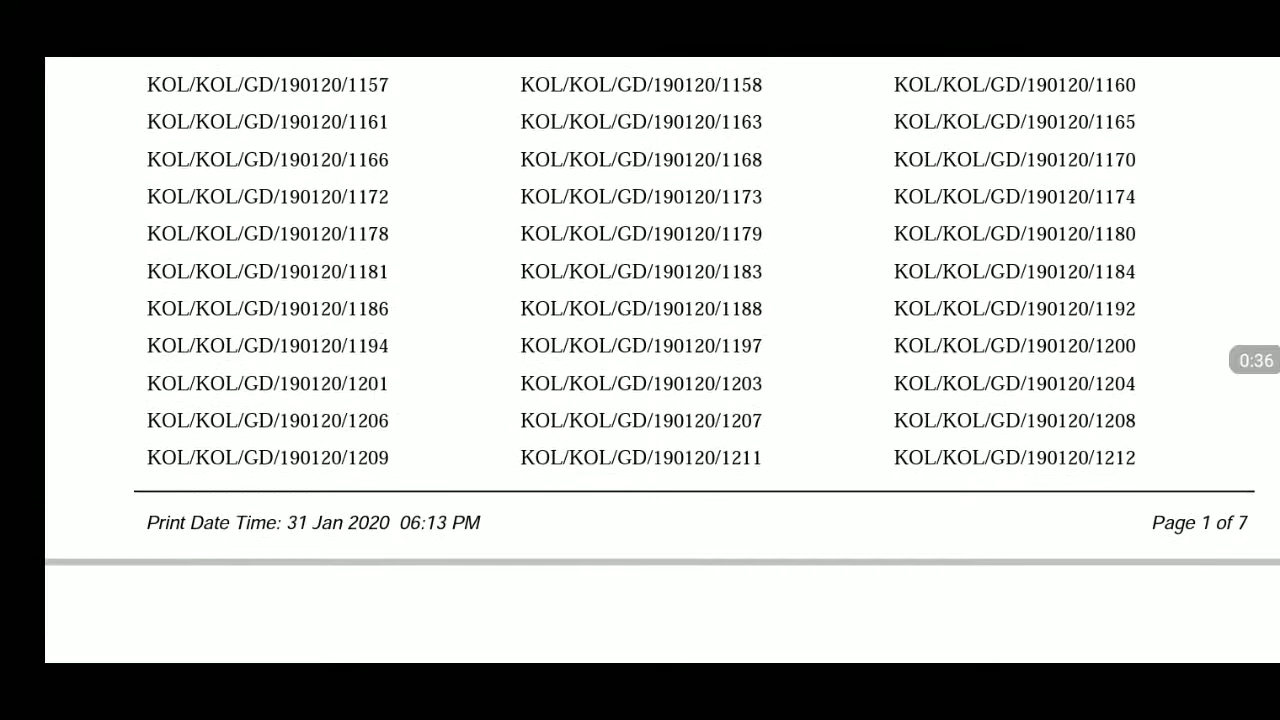 KOL/KOL/GD/190120/1157 KOL/KOL/GD/190120/1158 KOL/KOL/GD/190120/1160
KOL/KOL/GD/190120/1161 KOL/KOL/GD/190120/1163 KOL/KOL/GD/190120/1165
KOL/KOL/GD/190120/1166 KOL/KOL/GD/190120/1168 KOL/KOL/GD/190120/1170
KOL/KOL/GD/190120/1172 KOL/KOL/GD/190120/1173 KOL/KOL/GD/190120/1174
KOL/KOL/GD/190120/1178 KOL/KOL/GD/190120/1179 KOL/KOL/GD/190120/1180
KOL/KOL/GD/190120/1181 KOL/KOL/GD/190120/1183 KOL/KOL/GD/190120/1184
KOL/KOL/GD/190120/1186 KOL/KOL/GD/190120/1188 KOL/KOL/GD/190120/1192
KOL/KOL/GD/190120/1194 KOL/KOL/GD/190120/1197 KOL/KOL/GD/190120/1200
0:36
KOL/KOL/GD/190120/1201 KOL/KOL/GD/190120/1203 KOL/KOL/GD/190120/1204
KOL/KOL/GD/190120/1206 KOL/KOL/GD/190120/1207 KOL/KOL/GD/190120/1208
KOL/KOL/GD/190120/1209 KOL/KOL/GD/190120/1211 KOL/KOL/GD/190120/1212
Print Date Time: 31 Jan 2020 06:13 PM Page 1 of 7